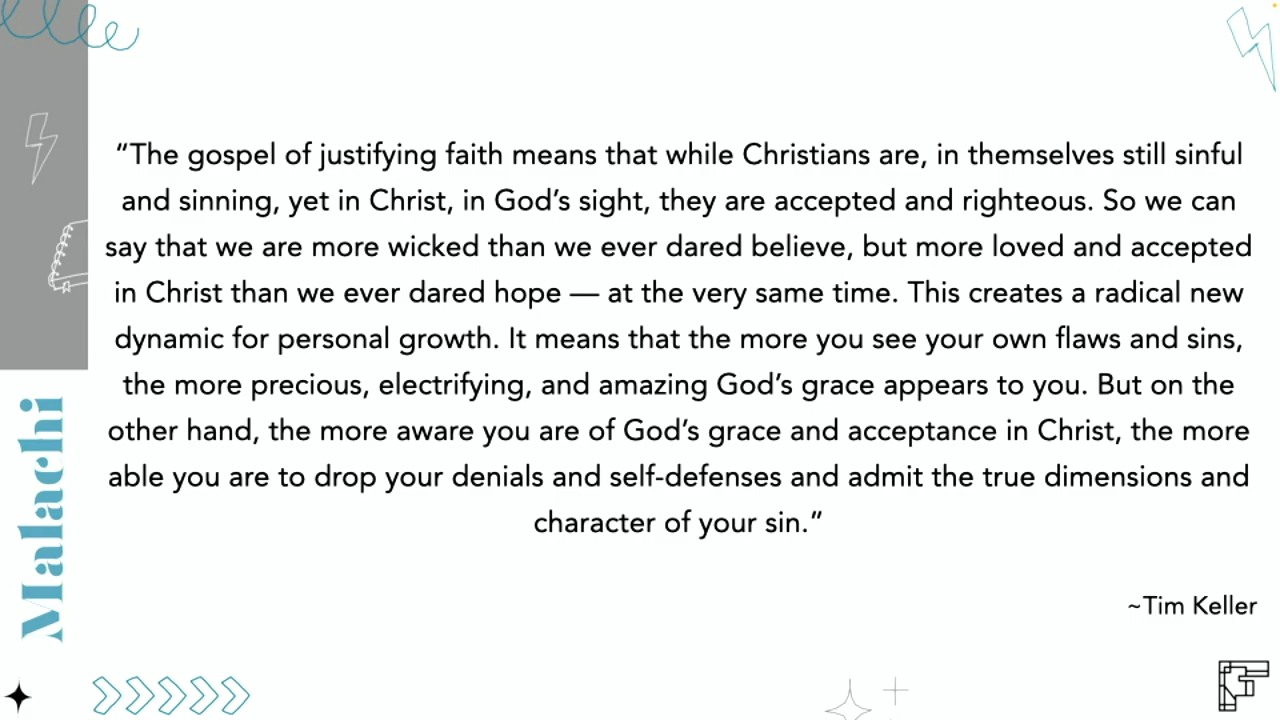 “The gospel of justifying faith means that while Christians are, in themselves still sinful
and sinning, yet in Christ, in God’s sight, they are accepted and righteous. So we can
say that we are more wicked than we ever dared believe, but more loved and accepted
in Christ than we ever dared hope — at the very same time. This creates a radical new
dynamic for personal growth. It means that the more you see your own flaws and sins,
the more precious, electrifying, and amazing God’s grace appears to you. But on the
other hand, the more aware you are of God’s grace and acceptance in Christ, the more
able you are to drop your denials and self-defenses and admit the true dimensions and
character of your sin.”
~Tim Keller
Malachi